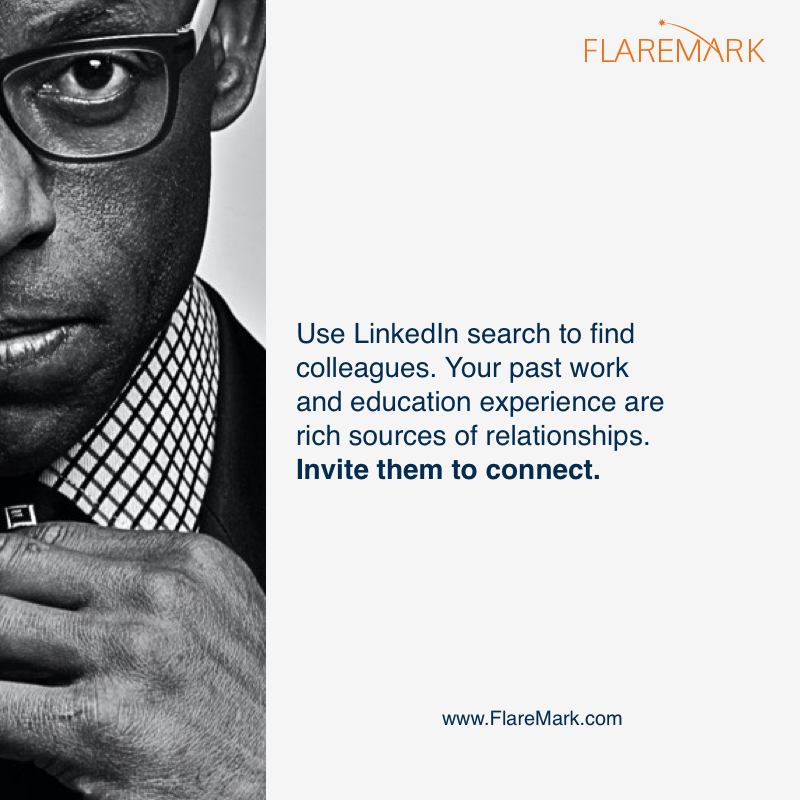 FLAREMARK
Use LinkedIn search to find
colleagues. Your past work
and education experience are
rich sources of relationships.
Invite them to connect.
www.FlareMark.com